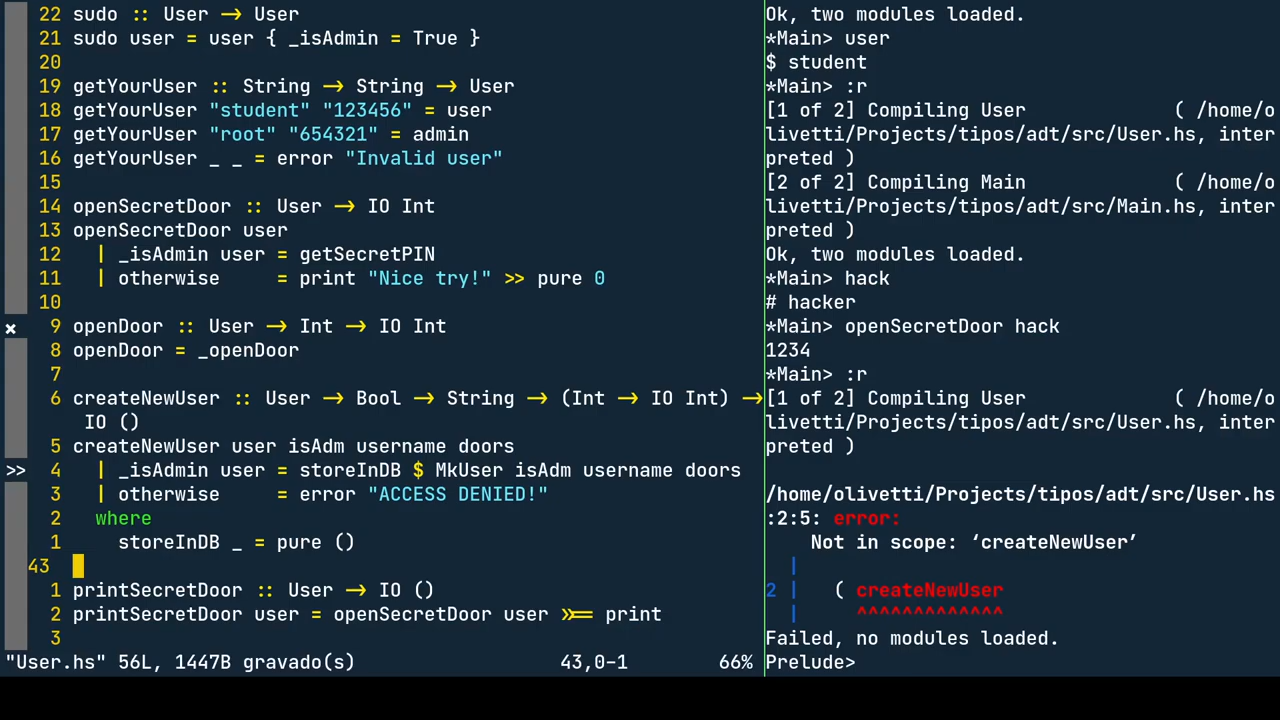 22 sudo :: User → User
21 sudo user = user { _isAdmin = True }
20
19 getYourUser :: String → String → User
18 getYourUser "student" "123456" = user
17 getYourUser "root" "654321" = admin
16 getYourUser _ _ = error "Invalid user"
15
14 openSecretDoor :: User → IO Int
13 openSecretDoor user
12 | _isAdmin user = getSecretPIN
11 | otherwise = print "Nice try!" >> pure 0
10
× 9 openDoor :: User → Int → IO Int
8 openDoor = _openDoor
7
6 createNewUser :: User → Bool → String → (Int → IO Int) →
IO ()
5 createNewUser user isAdm username doors
>> 4 | _isAdmin user = storeInDB $ MkUser isAdm username doors
3 | otherwise = error "ACCESS DENIED!"
2 where
1 storeInDB _ = pure ()
43
1 printSecretDoor :: User → IO ()
2 printSecretDoor user = openSecretDoor user >>= print
3
"User.hs" 56L, 1447B gravado(s) 43,0-1 66%
Ok, two modules loaded.
*Main> user
$ student
*Main> :r
[1 of 2] Compiling User ( /home/o
livetti/Projects/tipos/adt/src/User.hs, inter
preted )
[2 of 2] Compiling Main ( /home/o
livetti/Projects/tipos/adt/src/Main.hs, inter
preted )
Ok, two modules loaded.
*Main> hack
# hacker
*Main> openSecretDoor hack
1234
*Main> :r
[1 of 2] Compiling User ( /home/o
livetti/Projects/tipos/adt/src/User.hs, inter
preted )
/home/olivetti/Projects/tipos/adt/src/User.hs
:2:5: error:
Not in scope: ‘createNewUser’
|
2 | ( createNewUser
| ^^^^^^^^^^^^^
Failed, no modules loaded.
Prelude>